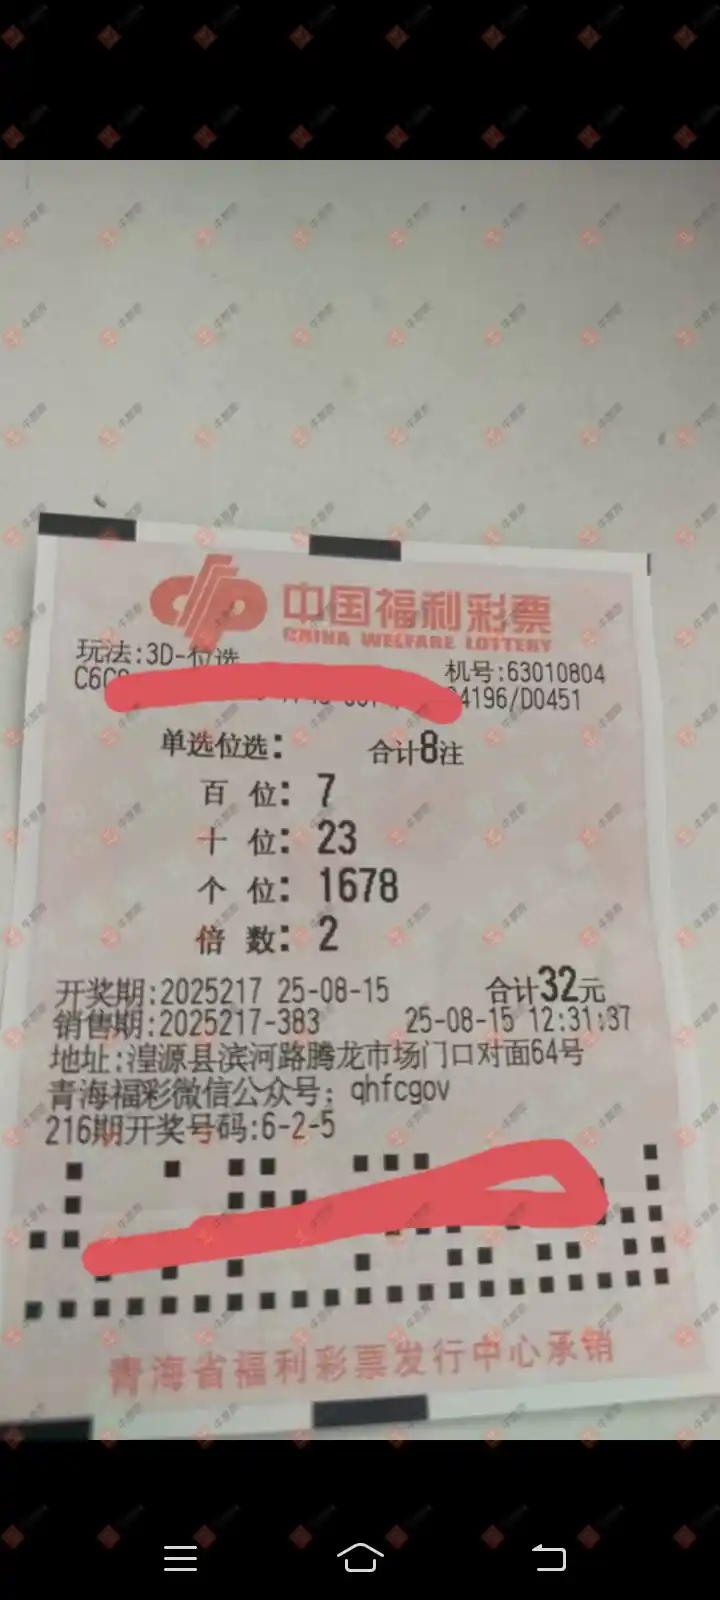 中国福利彩票
CHINA WELFARE LOTTERY
玩法:3D-位选
机号:63010804
C6C
4196/D0451
单选位选: 合计8注
百 位: 7
十 位: 23
个 位: 1678
倍 数: 2
开奖期:2025217 25-08-15 合计32元
销售期:2025217-383 25-08-15 12:31:37
地址:湟源县滨河路腾龙市场门口对面64号
青海福彩微信公众号: qhfcgov
216期开奖号码:6-2-5
青海省福利彩票发行中心承销